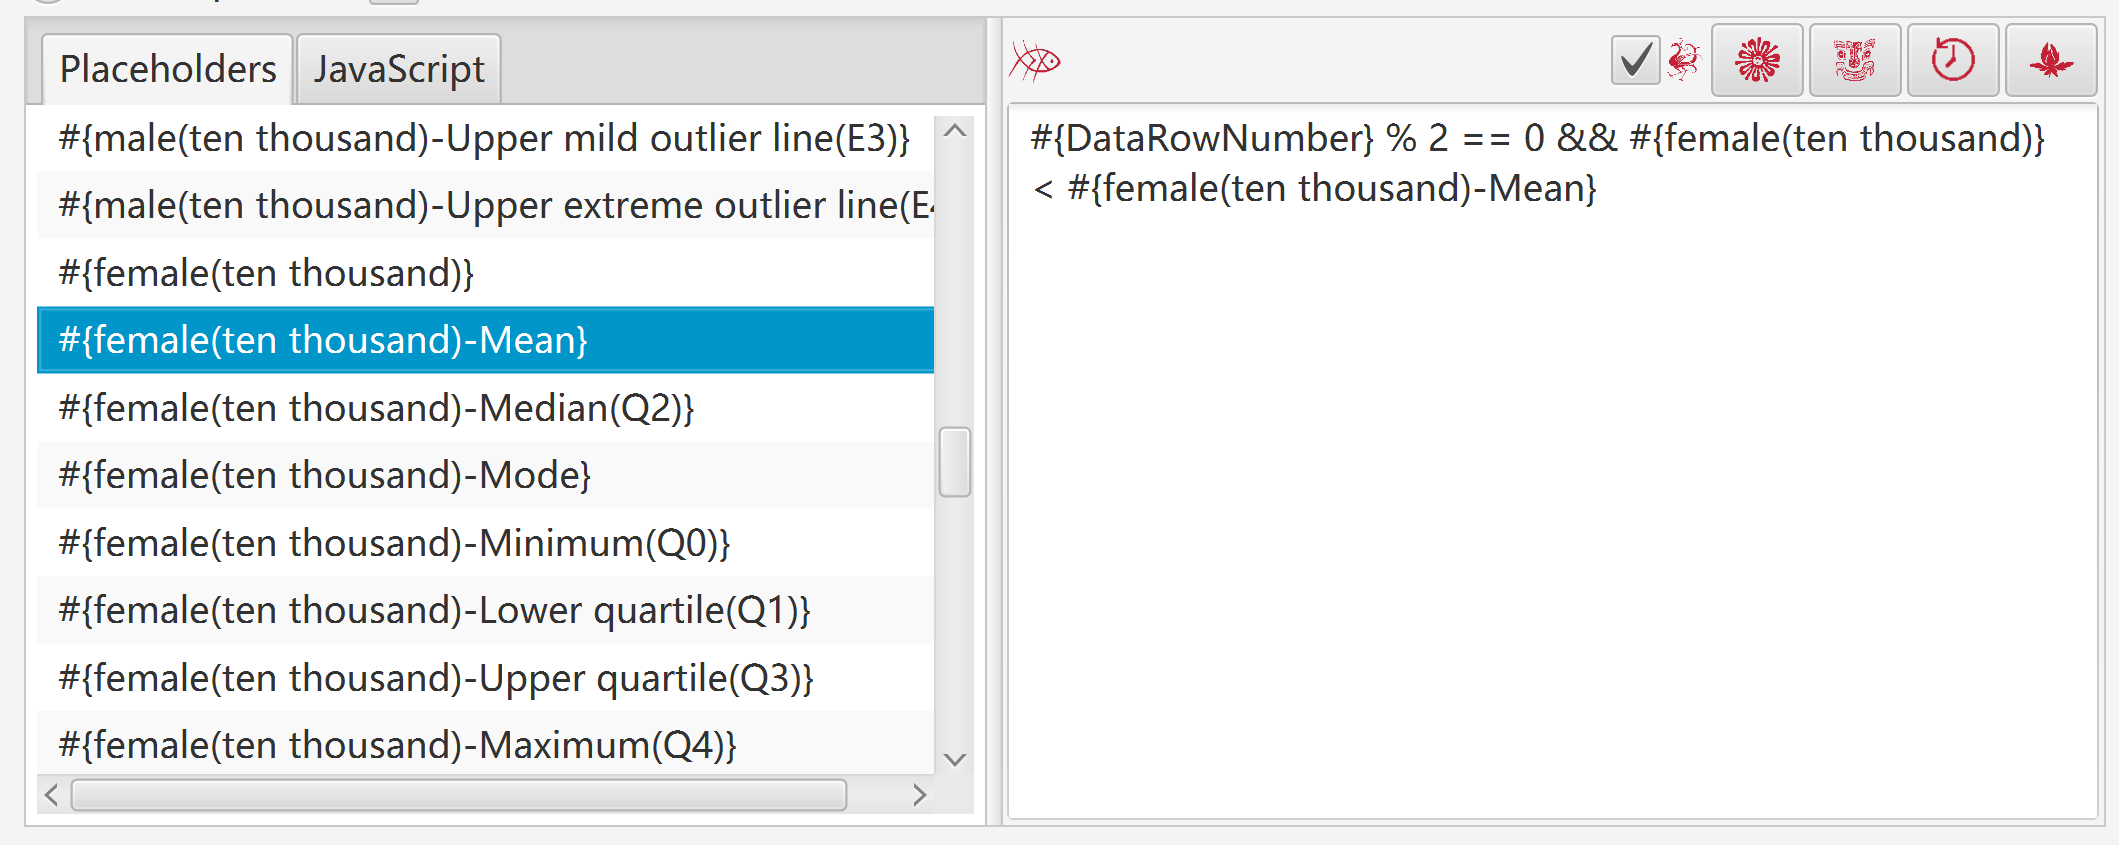 Placeholders
JavaScript
#{male(ten thousand)-Upper mild outlier line(E3)}
#{male(ten thousand)-Upper extreme outlier line(E
#{female(ten thousand)}
#{female(ten thousand)-Mean}
#{female(ten thousand)-Median(Q2)}
#{female(ten thousand)-Mode}
#{female(ten thousand)-Minimum(Q0)}
#{female(ten thousand)-Lower quartile(Q1)}
#{female(ten thousand)-Upper quartile(Q3)}
#{female(ten thousand)-Maximum(Q4)}
#{DataRowNumber} % 2 == 0 && #{female(ten thousand)}
< #{female(ten thousand)-Mean}